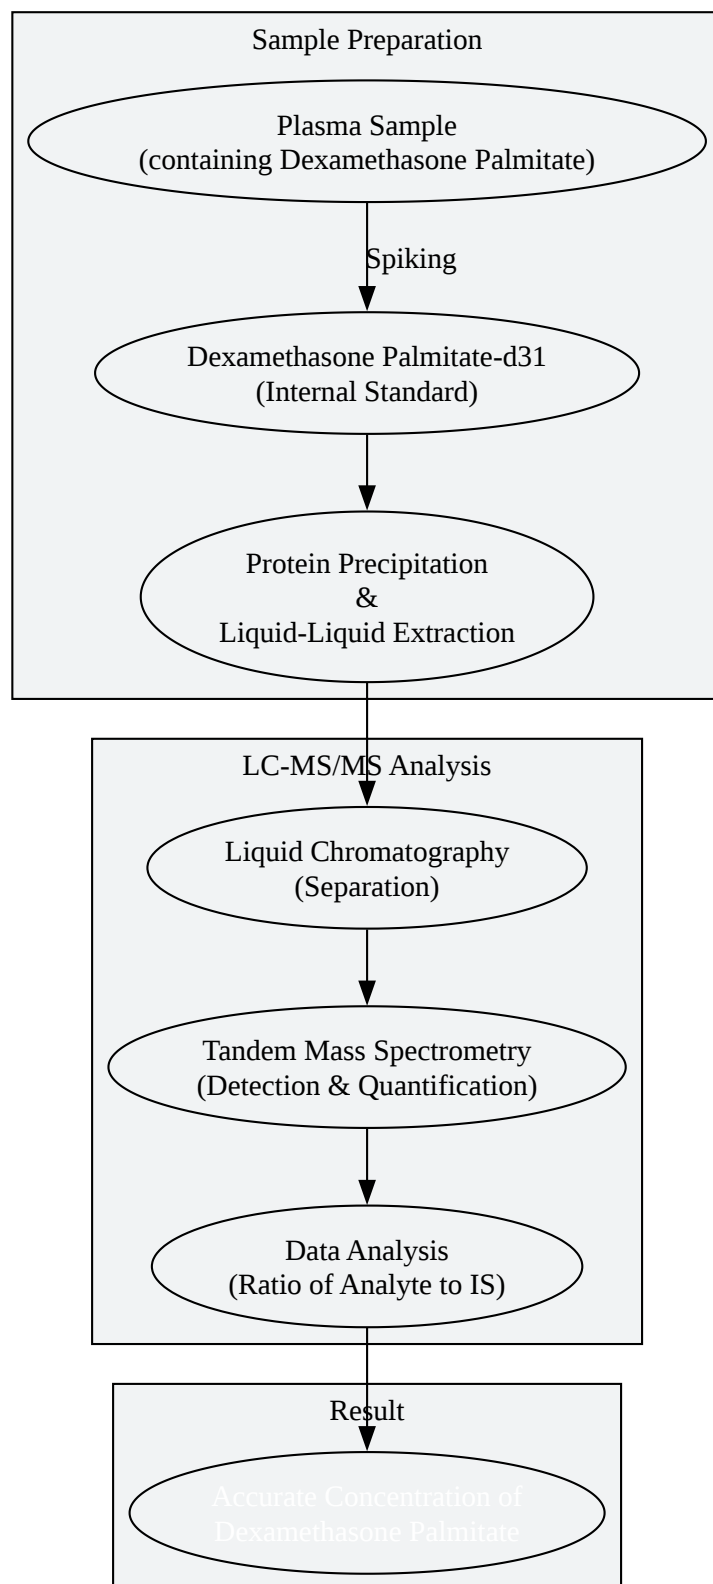 Sample Preparation
Plasma Sample
(containing Dexamethasone Palmitate)
Spiking
Dexamethasone Palmitate-d31
(Internal Standard)
Protein Precipitation
&
Liquid-Liquid Extraction
LC-MS/MS Analysis
Liquid Chromatography
(Separation)
Tandem Mass Spectrometry
(Detection & Quantification)
Data Analysis
(Ratio of Analyte to IS)
Result
Accurate Concentration of
Dexamethasone Palmitate